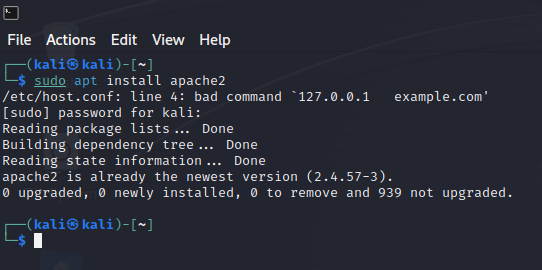 File Actions Edit View Help
┌──(kali㉿kali)-[~]
└─$ sudo apt install apache2
/etc/host.conf: line 4: bad command `127.0.0.1   example.com'
[sudo] password for kali:
Reading package lists... Done
Building dependency tree... Done
Reading state information... Done
apache2 is already the newest version (2.4.57-3).
0 upgraded, 0 newly installed, 0 to remove and 939 not upgraded.
┌──(kali㉿kali)-[~]
└─$